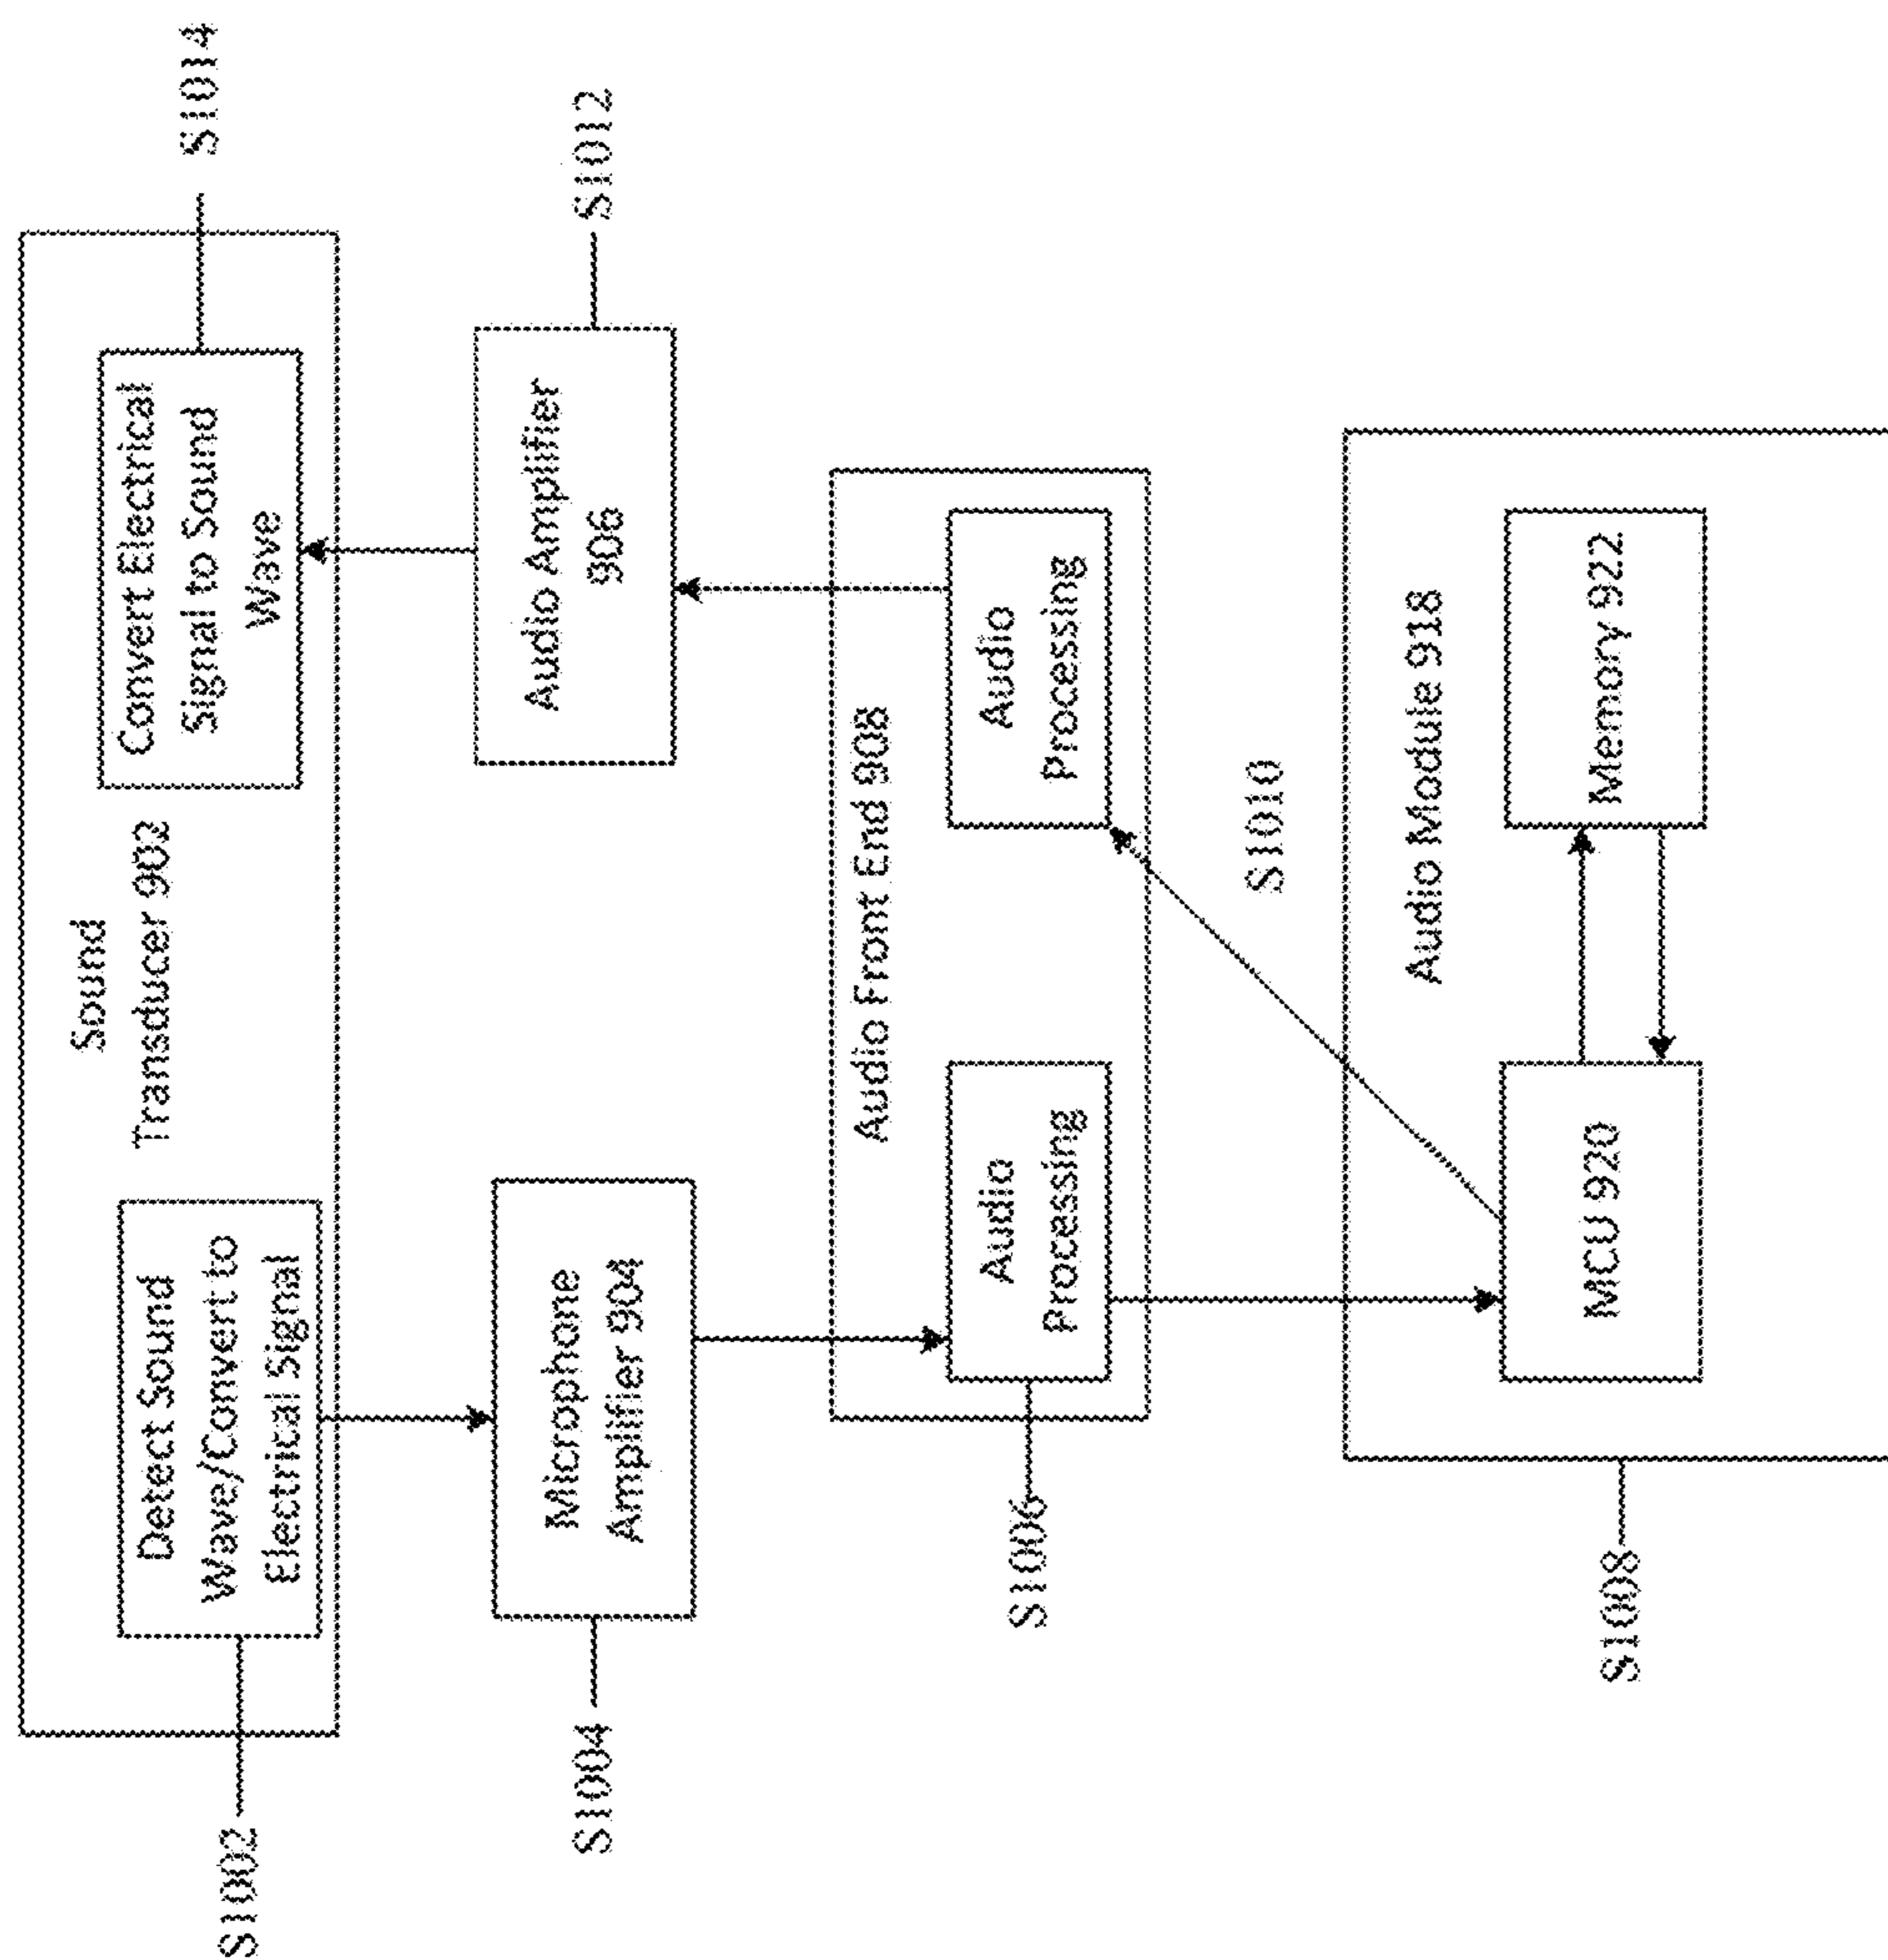 S1002
Sound
Transducer 902
Detect Sound
Wave/Convert to
Electrical Signal
Convert Electrical
Signal to Sound
Wave
S1014
S1004
Microphone
Amplifier 904
Audio Amplifier
906
S1012
Audio Front End 908
S1006
Audio
Processing
Audio
Processing
S1010
Audio Module 918
S1008
MCU 920
Memory 922